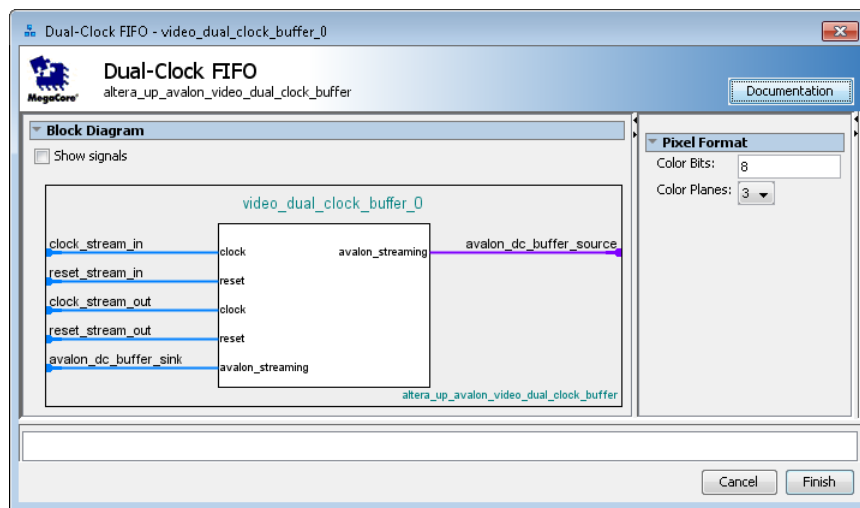 Dual-Clock FIFO - video_dual_clock_buffer_0
MegaCore®
Dual-Clock FIFO
altera_up_avalon_video_dual_clock_buffer
Documentation
Block Diagram
Show signals
video_dual_clock_buffer_0
clock_stream_in
clock
avalon_streaming
avalon_dc_buffer_source
reset_stream_in
reset
clock_stream_out
clock
reset_stream_out
reset
avalon_dc_buffer_sink
avalon_streaming
altera_up_avalon_video_dual_clock_buffer
Pixel Format
Color Bits: 8
Color Planes: 3
Cancel
Finish